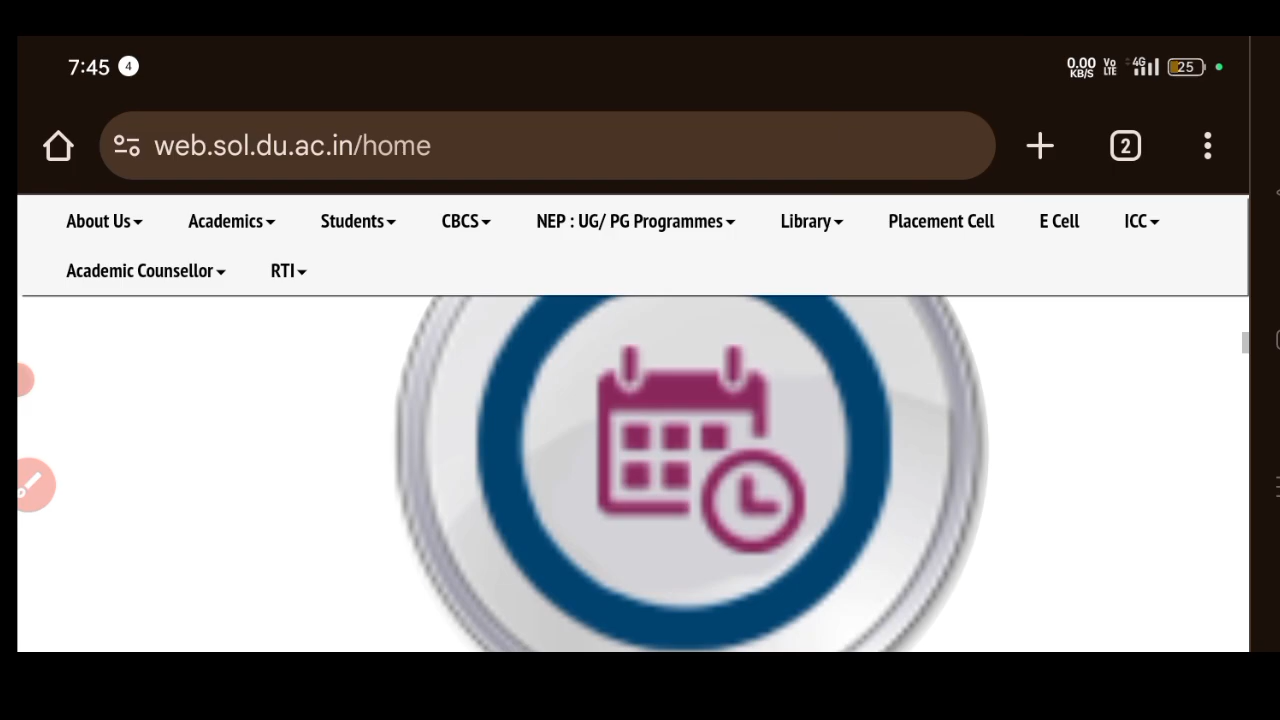 7:45 4 0.00 KB/S Vo LTE 4G 25
web.sol.du.ac.in/home 2
About Us Academics Students CBCS NEP : UG/ PG Programmes Library Placement Cell E Cell ICC
Academic Counsellor RTI